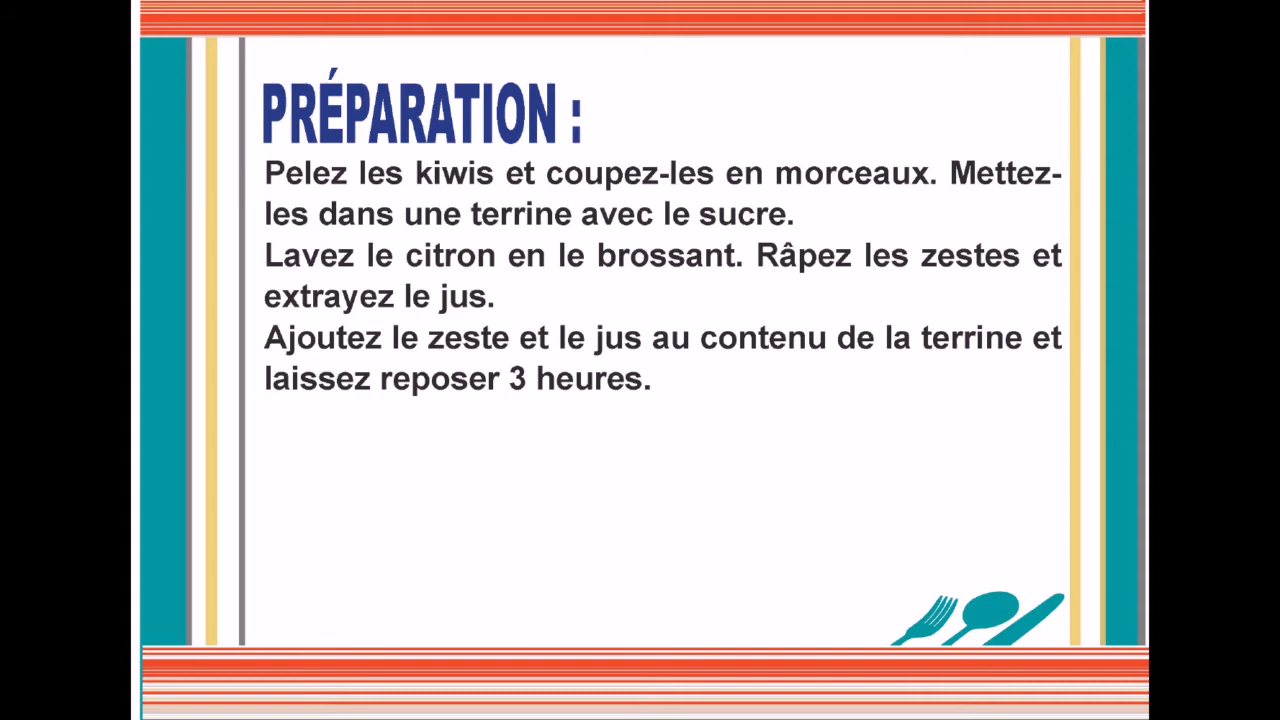 PRÉPARATION :
Pelez les kiwis et coupez-les en morceaux. Mettez-
les dans une terrine avec le sucre.
Lavez le citron en le brossant. Râpez les zestes et
extrayez le jus.
Ajoutez le zeste et le jus au contenu de la terrine et
laissez reposer 3 heures.